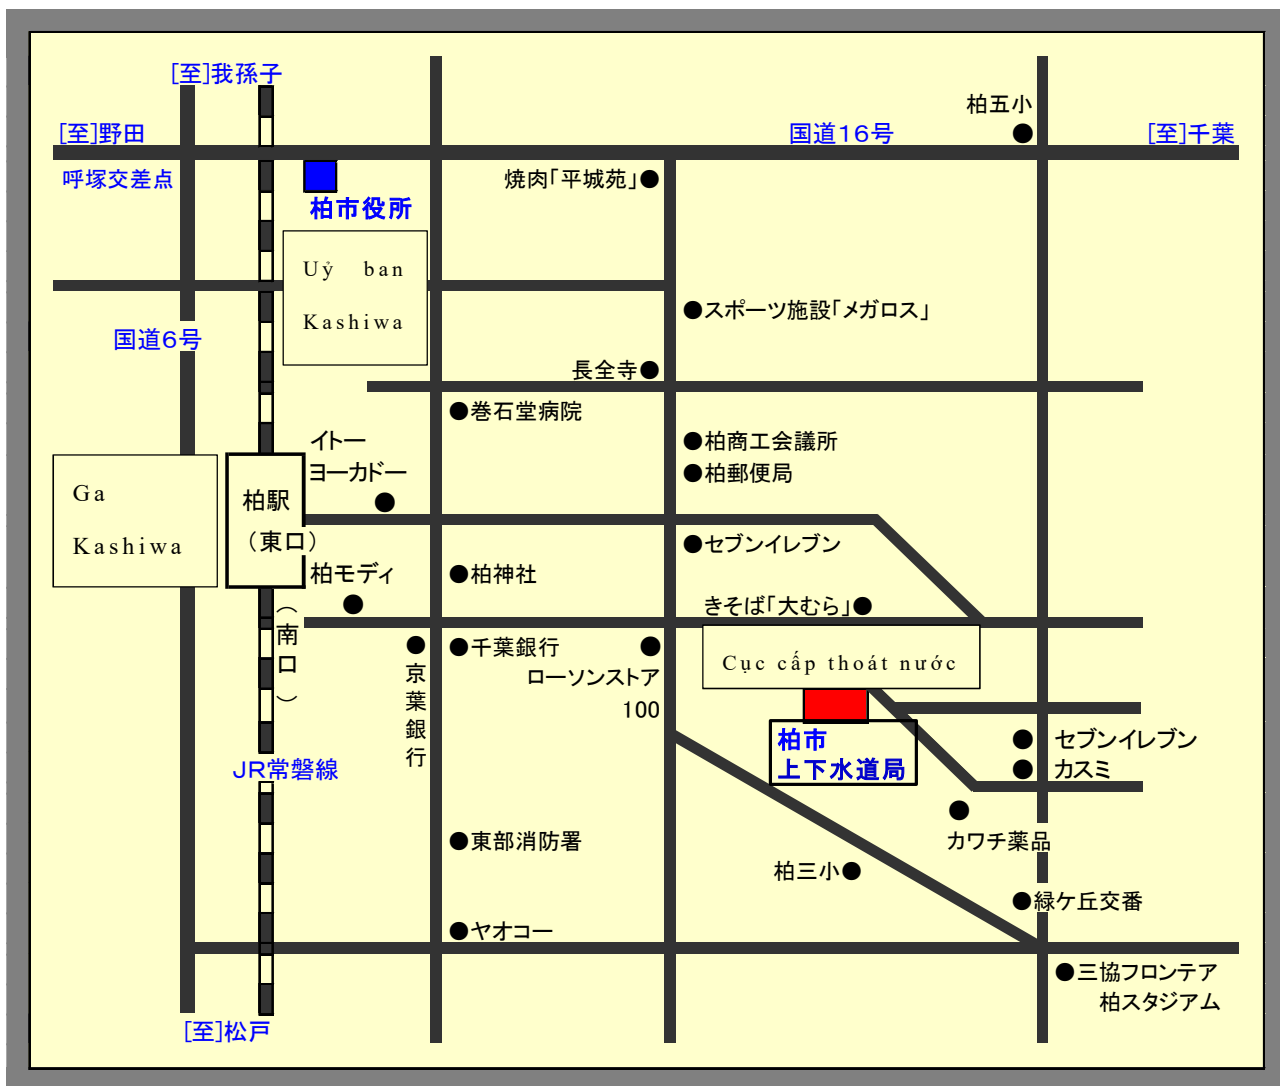 [至]我孫子
柏五小
[至]野田
国道16号
[至]千葉
呼塚交差点
焼肉「平城苑」
柏市役所
Uỷ ban
Kashiwa
スポーツ施設「メガロス」
国道6号
長全寺
巻石堂病院
イトー
ヨーカドー
柏商工会議所
柏郵便局
Ga
Kashiwa
柏駅
（東口）
セブンイレブン
柏モディ
柏神社
きそば「大むら」
（南口）
千葉銀行
京葉銀行
ローソンストア
100
Cục cấp thoát nước
柏市
上下水道局
セブンイレブン
カスミ
JR常磐線
カワチ薬品
東部消防署
柏三小
緑ケ丘交番
ヤオコー
三協フロンテア
柏スタジアム
[至]松戸